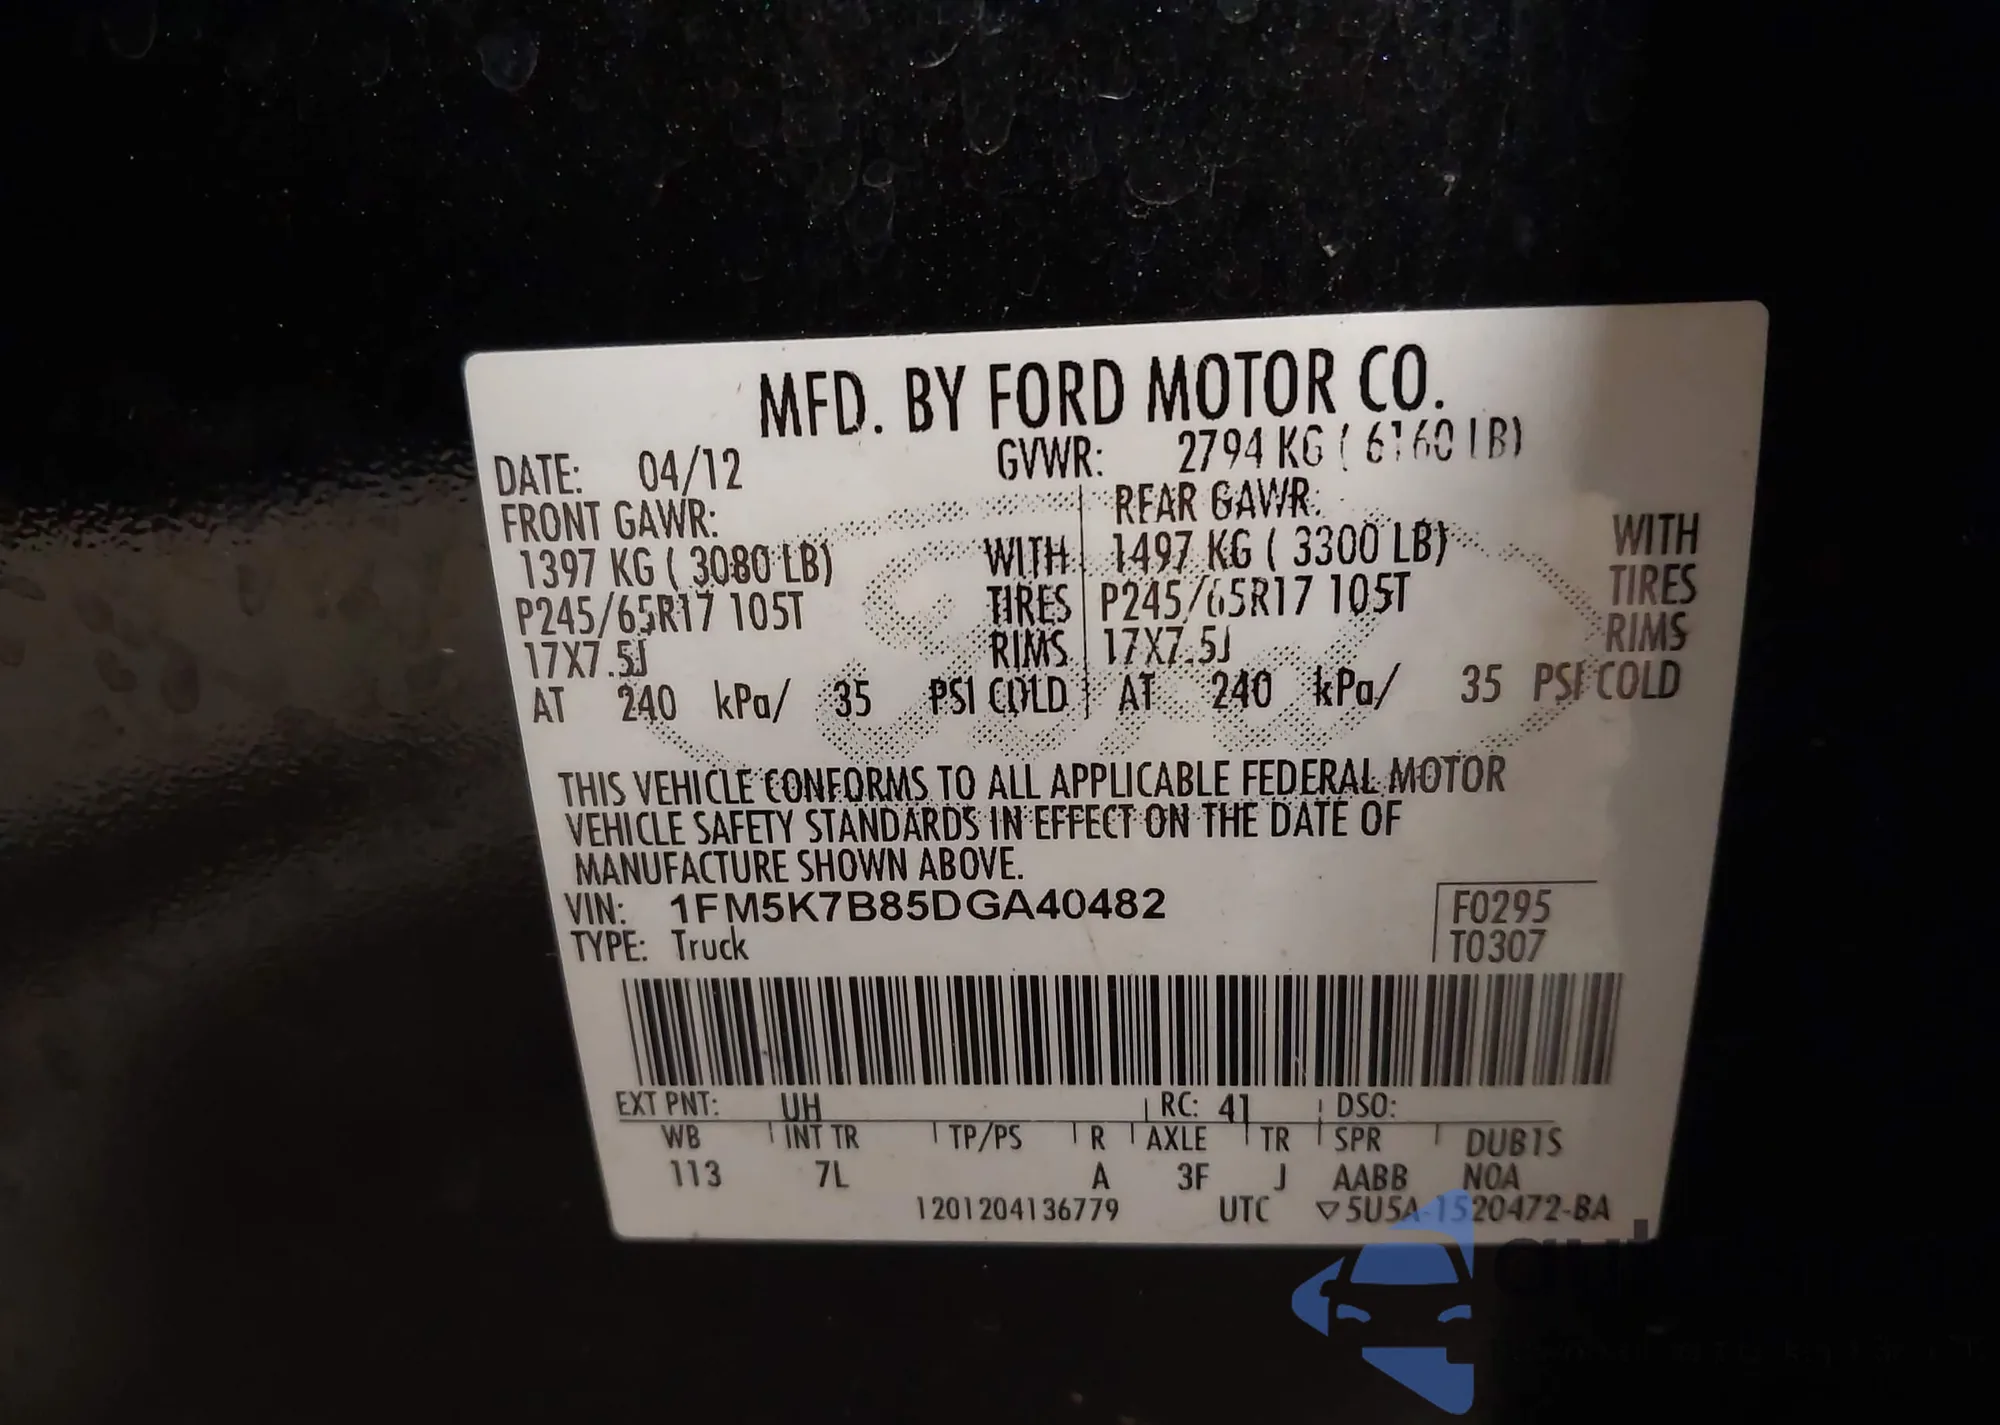 MFD. BY FORD MOTOR CO.
DATE: 04/12 GVWR: 2794 KG ( 6160 LB)
FRONT GAWR: REAR GAWR:
1397 KG ( 3080 LB) WITH 1497 KG ( 3300 LB) WITH
P245/65R17 105T TIRES P245/65R17 105T TIRES
17X7.5J RIMS 17X7.5J RIMS
AT 240 kPa/ 35 PSI COLD AT 240 kPa/ 35 PSI COLD
THIS VEHICLE CONFORMS TO ALL APPLICABLE FEDERAL MOTOR
VEHICLE SAFETY STANDARDS IN EFFECT ON THE DATE OF
MANUFACTURE SHOWN ABOVE.
VIN: 1FM5K7B85DGA40482 F0295
TYPE: Truck T0307
EXT PNT: UH RC: 41 DSO:
WB INT TR TP/PS R AXLE TR SPR DUB1S
113 7L A 3F J AABB NOA
1201204136779 UTC ▽5U5A-1520472-BA